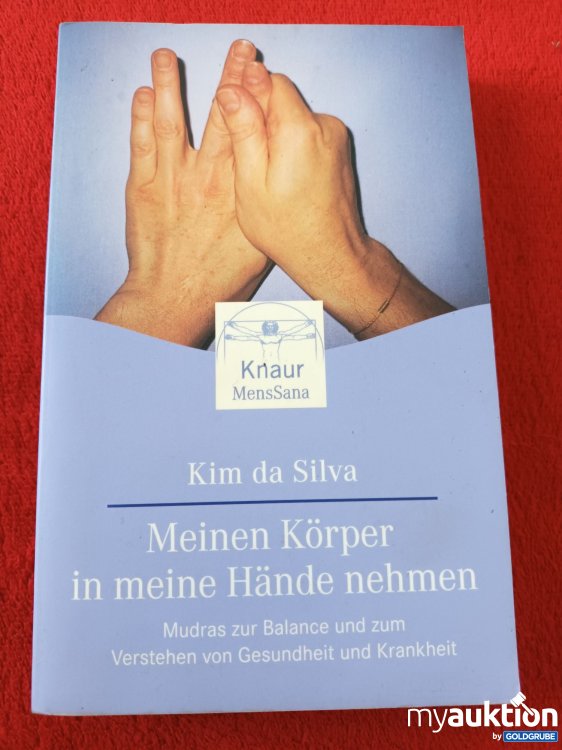 Knaur
MensSana
Kim da Silva
Meinen Körper
in meine Hände nehmen
Mudras zur Balance und zum
Verstehen von Gesundheit und Krankheit
myauktion
by GOLDGRUBE